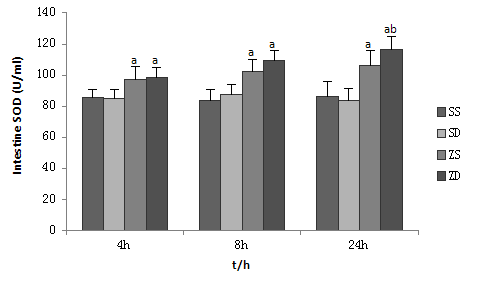 140
120
100
80
60
40
20
0
Intestine SOD (U/ml)
a a
a a
a ab
4h 8h 24h
t/h
SS
SD
ZS
ZD